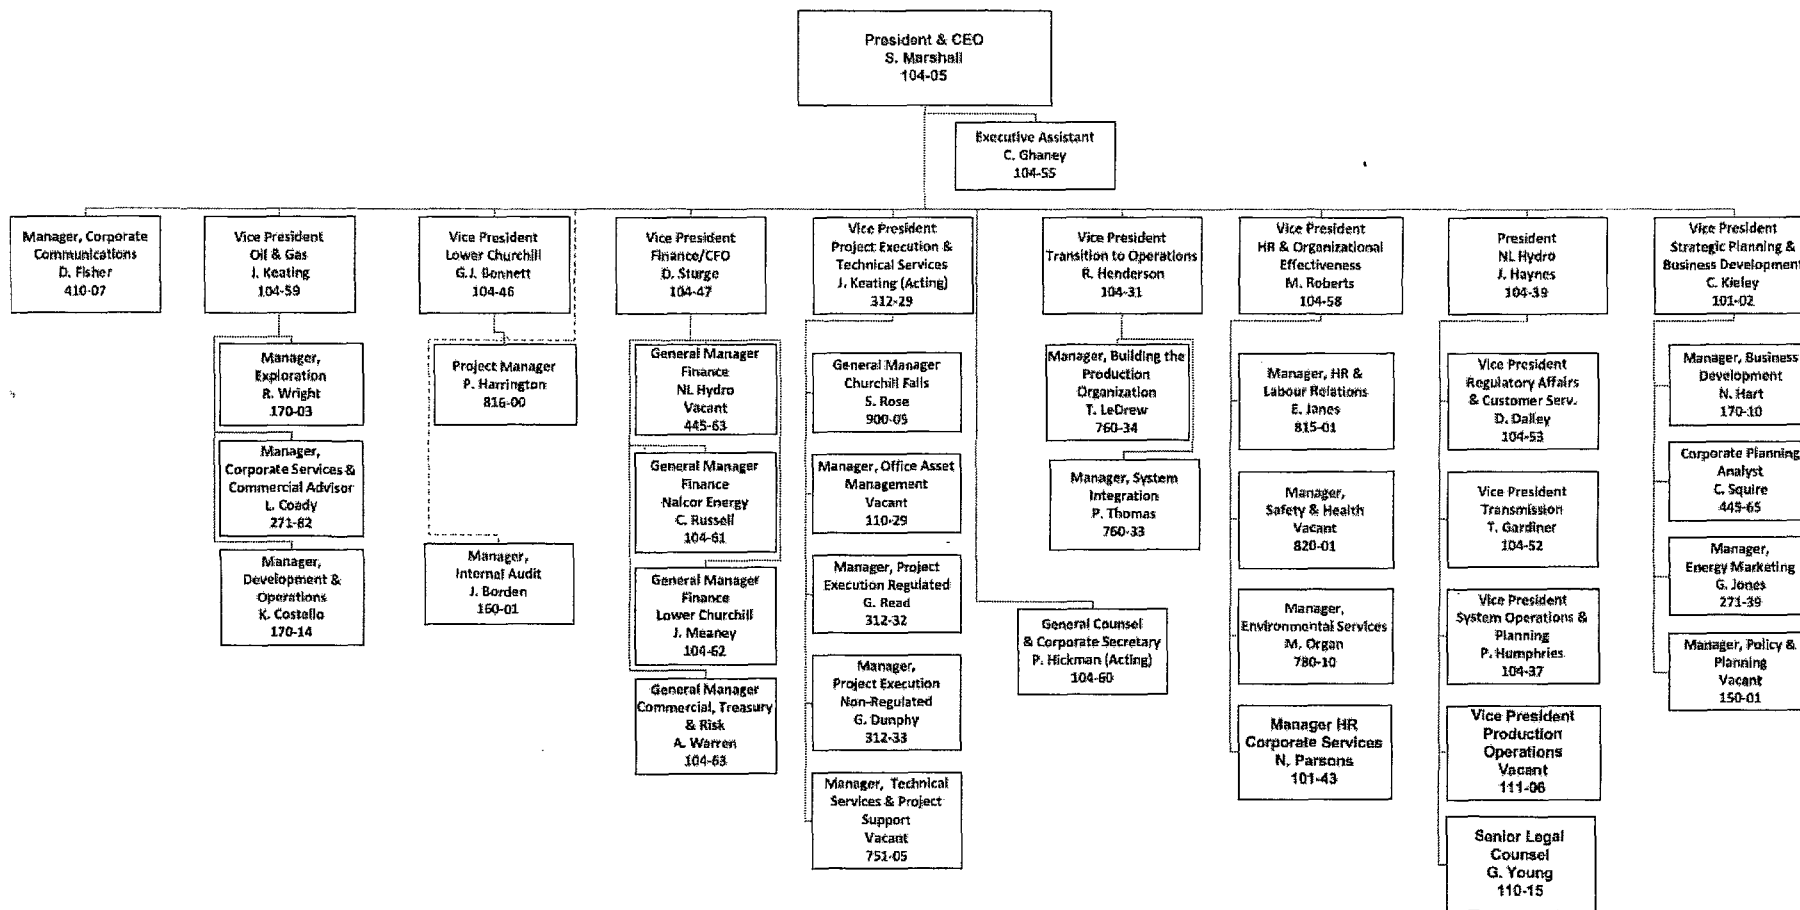 President & CEO
S. Marshall
104-05
Executive Assistant
C. Ghaney
104-55
Manager, Corporate
Communications
D. Fisher
410-07
Vice President
Oil & Gas
J. Keating
104-59
Vice President
Lower Churchill
G.J. Bennett
104-46
Vice President
Finance/CFO
D. Sturge
104-47
Vice President
Project Execution &
Technical Services
J. Keating (Acting)
312-29
Vice President
Transition to Operations
R. Henderson
104-31
Vice President
HR & Organizational
Effectiveness
M. Roberts
104-58
President
NL Hydro
J. Haynes
104-39
Vice President
Strategic Planning &
Business Development
C. Kieley
101-02
Manager,
Exploration
R. Wright
170-03
Manager,
Corporate Services &
Commercial Advisor
L. Coady
271-82
Manager,
Development &
Operations
K. Costello
170-14
Project Manager
P. Harrington
816-00
Manager,
Internal Audit
J. Borden
160-01
General Manager
Finance
NL Hydro
Vacant
445-63
General Manager
Finance
Nalcor Energy
C. Russell
104-61
General Manager
Finance
Lower Churchill
J. Meaney
104-62
General Manager
Commercial, Treasury
& Risk
A. Warren
104-63
General Manager
Churchill Falls
S. Rose
900-05
Manager, Office Asset
Management
Vacant
110-29
Manager, Project
Execution Regulated
G. Read
312-32
Manager,
Project Execution
Non-Regulated
G. Dunphy
312-33
Manager, Technical
Services & Project
Support
Vacant
751-05
General Counsel
& Corporate Secretary
P. Hickman (Acting)
104-60
Manager, Building the
Production
Organization
T. LeDrew
760-34
Manager, System
Integration
P. Thomas
760-33
Manager, HR &
Labour Relations
E. Janes
815-01
Manager,
Safety & Health
Vacant
820-01
Manager,
Environmental Services
M. Organ
780-10
Manager HR
Corporate Services
N. Parsons
101-43
Vice President
Regulatory Affairs
& Customer Serv.
D. Dalley
104-53
Vice President
Transmission
T. Gardiner
104-52
Vice President
System Operations &
Planning
P. Humphries
104-37
Vice President
Production
Operations
Vacant
111-06
Senior Legal
Counsel
G. Young
110-15
Manager, Business
Development
N. Hart
170-10
Corporate Planning
Analyst
C. Squire
445-65
Manager,
Energy Marketing
G. Jones
271-39
Manager, Policy &
Planning
Vacant
150-01